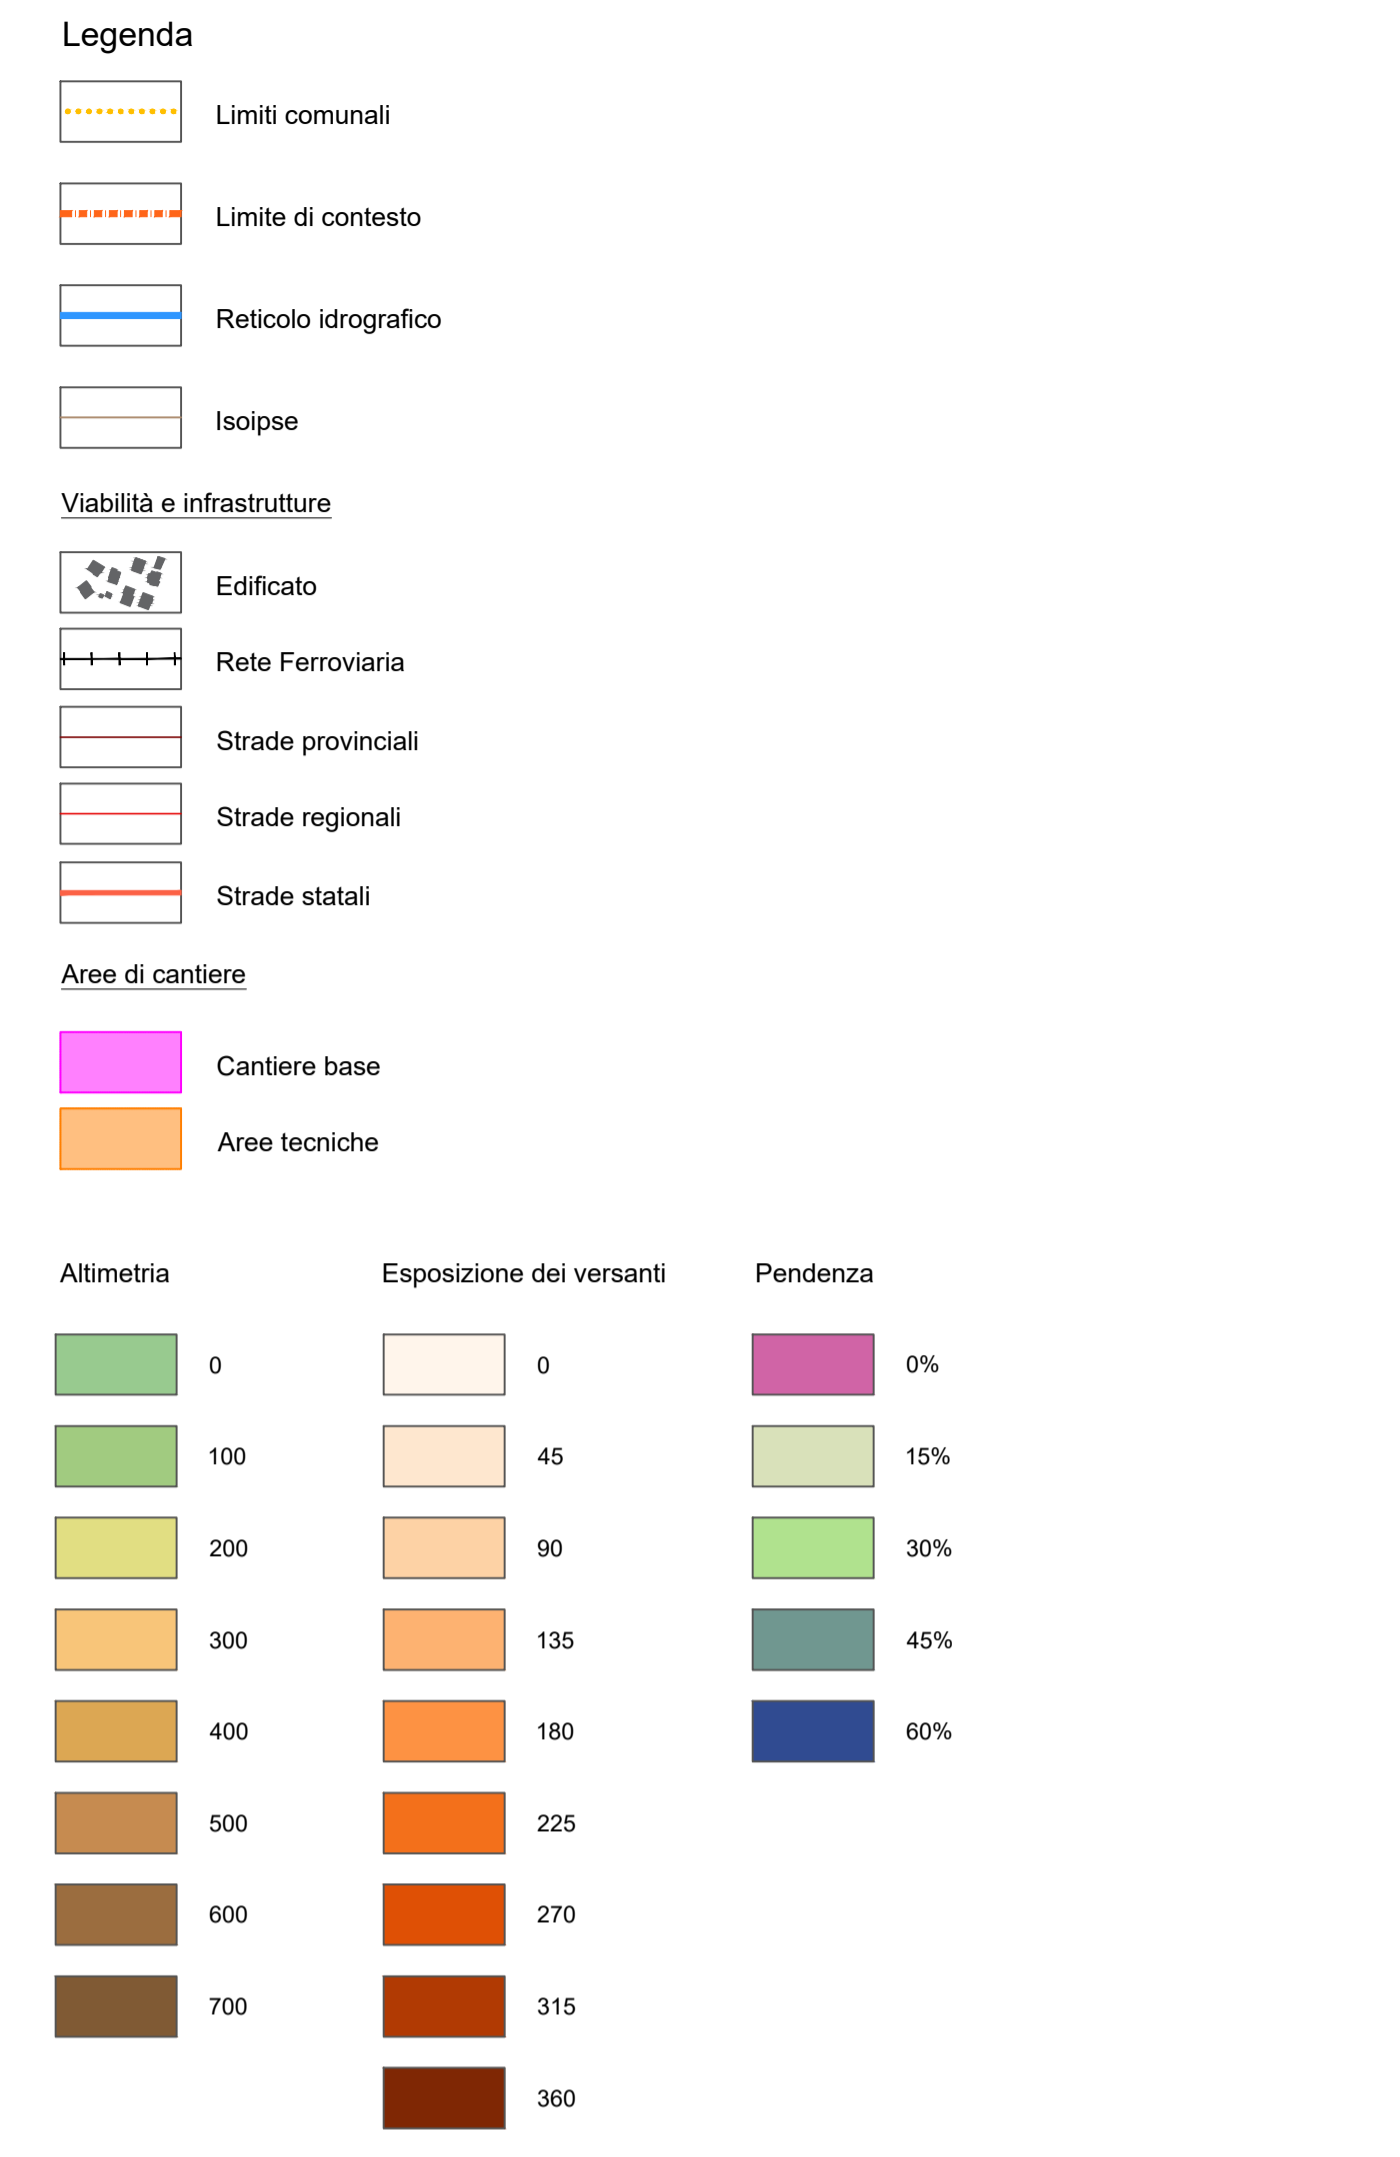 Legenda
Limiti comunali
Limite di contesto
Reticolo idrografico
Isoipse
Viabilità e infrastrutture
Edificato
Rete Ferroviaria
Strade provinciali
Strade regionali
Strade statali
Aree di cantiere
Cantiere base
Aree tecniche
Altimetria
0
100
200
300
400
500
600
700
Esposizione dei versanti
0
45
90
135
180
225
270
315
360
Pendenza
0%
15%
30%
45%
60%